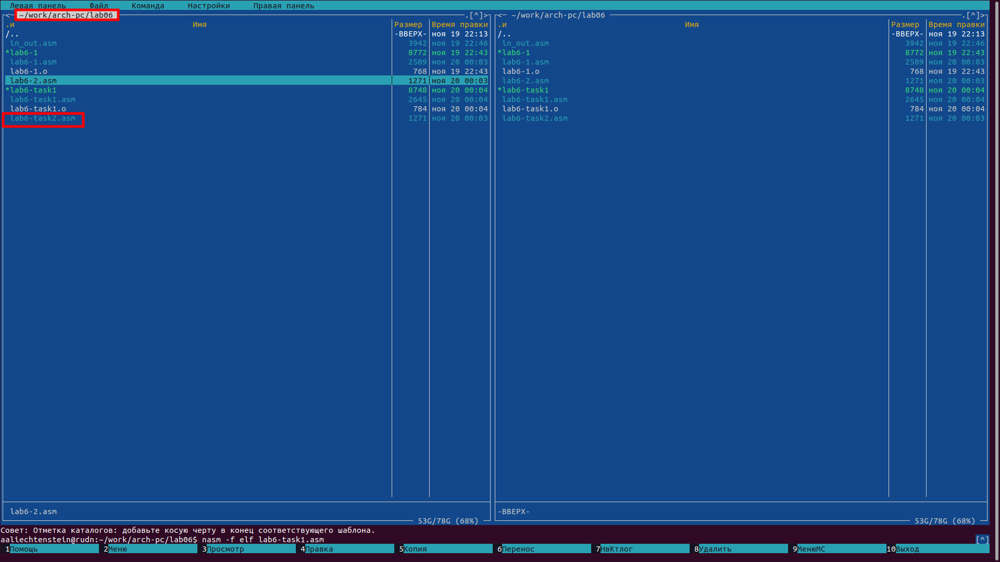 Левая панель Файл Команда Настройки Правая панель
<- ~/work/arch-pc/lab06 .[^]> <- ~/work/arch-pc/lab06 .[^]>
.и Имя Размер Время правки .и Имя Размер Время правки
/.. -ВВЕРХ- ноя 19 22:13 /.. -ВВЕРХ- ноя 19 22:13
in_out.asm 3942 ноя 19 22:46 in_out.asm 3942 ноя 19 22:46
*lab6-1 8772 ноя 19 22:43 *lab6-1 8772 ноя 19 22:43
lab6-1.asm 2509 ноя 20 00:03 lab6-1.asm 2509 ноя 20 00:03
lab6-1.o 768 ноя 19 22:43 lab6-1.o 768 ноя 19 22:43
lab6-2.asm 1271 ноя 20 00:03 lab6-2.asm 1271 ноя 20 00:03
*lab6-task1 8748 ноя 20 00:04 *lab6-task1 8748 ноя 20 00:04
lab6-task1.asm 2645 ноя 20 00:04 lab6-task1.asm 2645 ноя 20 00:04
lab6-task1.o 784 ноя 20 00:04 lab6-task1.o 784 ноя 20 00:04
lab6-task2.asm 1271 ноя 20 00:03 lab6-task2.asm 1271 ноя 20 00:03
lab6-2.asm -ВВЕРХ-
53G/78G (68%) 53G/78G (68%)
Совет: Отметка каталогов: добавьте косую черту в конец соответствующего шаблона.
aaliechtenstein@rudn:~/work/arch-pc/lab06$ nasm -f elf lab6-task1.asm [^]
1Помощь 2Меню 3Просмотр 4Правка 5Копия 6Перенос 7НвКтлог 8Удалить 9МенюMC 10Выход